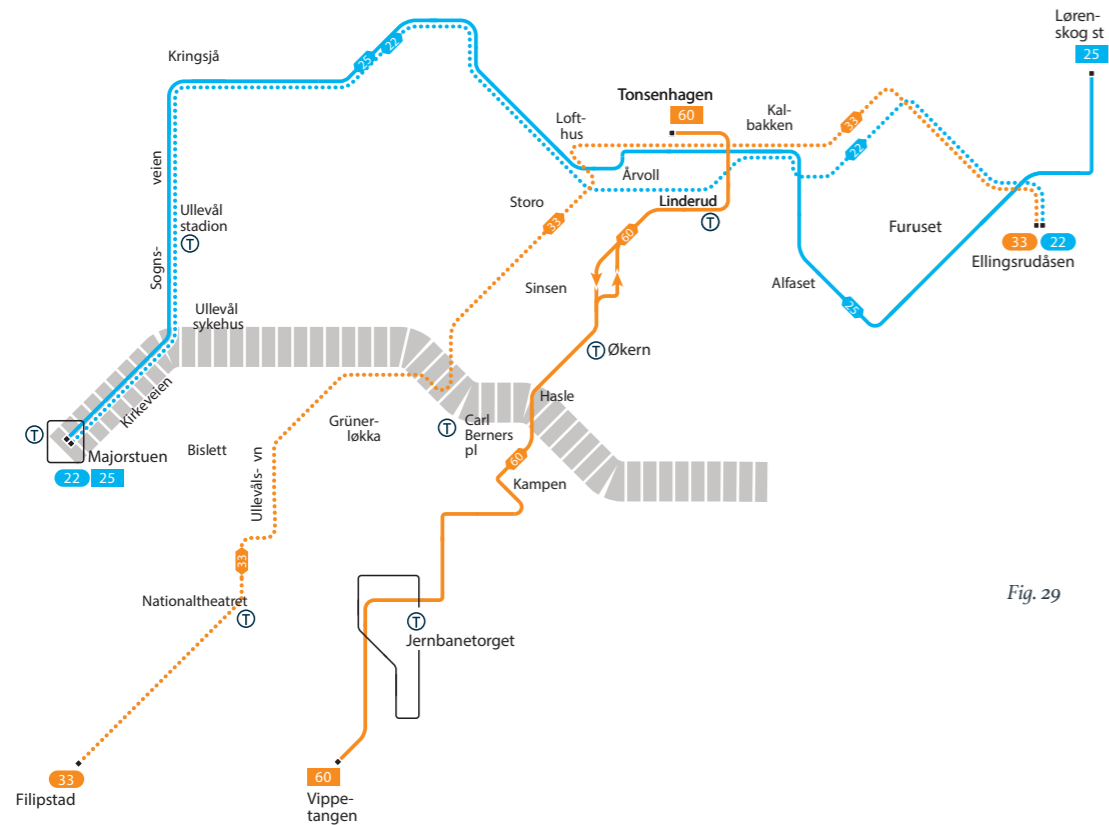 Løren-
skog st
25
Kringsjå
25
22
Tonsenhagen
60
Kal-
bakken
33
Loft-
hus
22
Årvoll
veien
Ullevål
stadion
T
Storo
33
Linderud
T
60
Furuset
33
22
Ellingsrudåsen
Sogns-
Sinsen
Alfaset
25
Ullevål
sykehus
T Økern
Kirkeveien
Hasle
T
Majorstuen
22
25
Bislett
Grüner-
løkka
T
Carl
Berners
pl
60
Kampen
Ullevåls- vn
33
Nationaltheatret
T
T
Jernbanetorget
Fig. 29
33
Filipstad
60
Vippe-
tangen